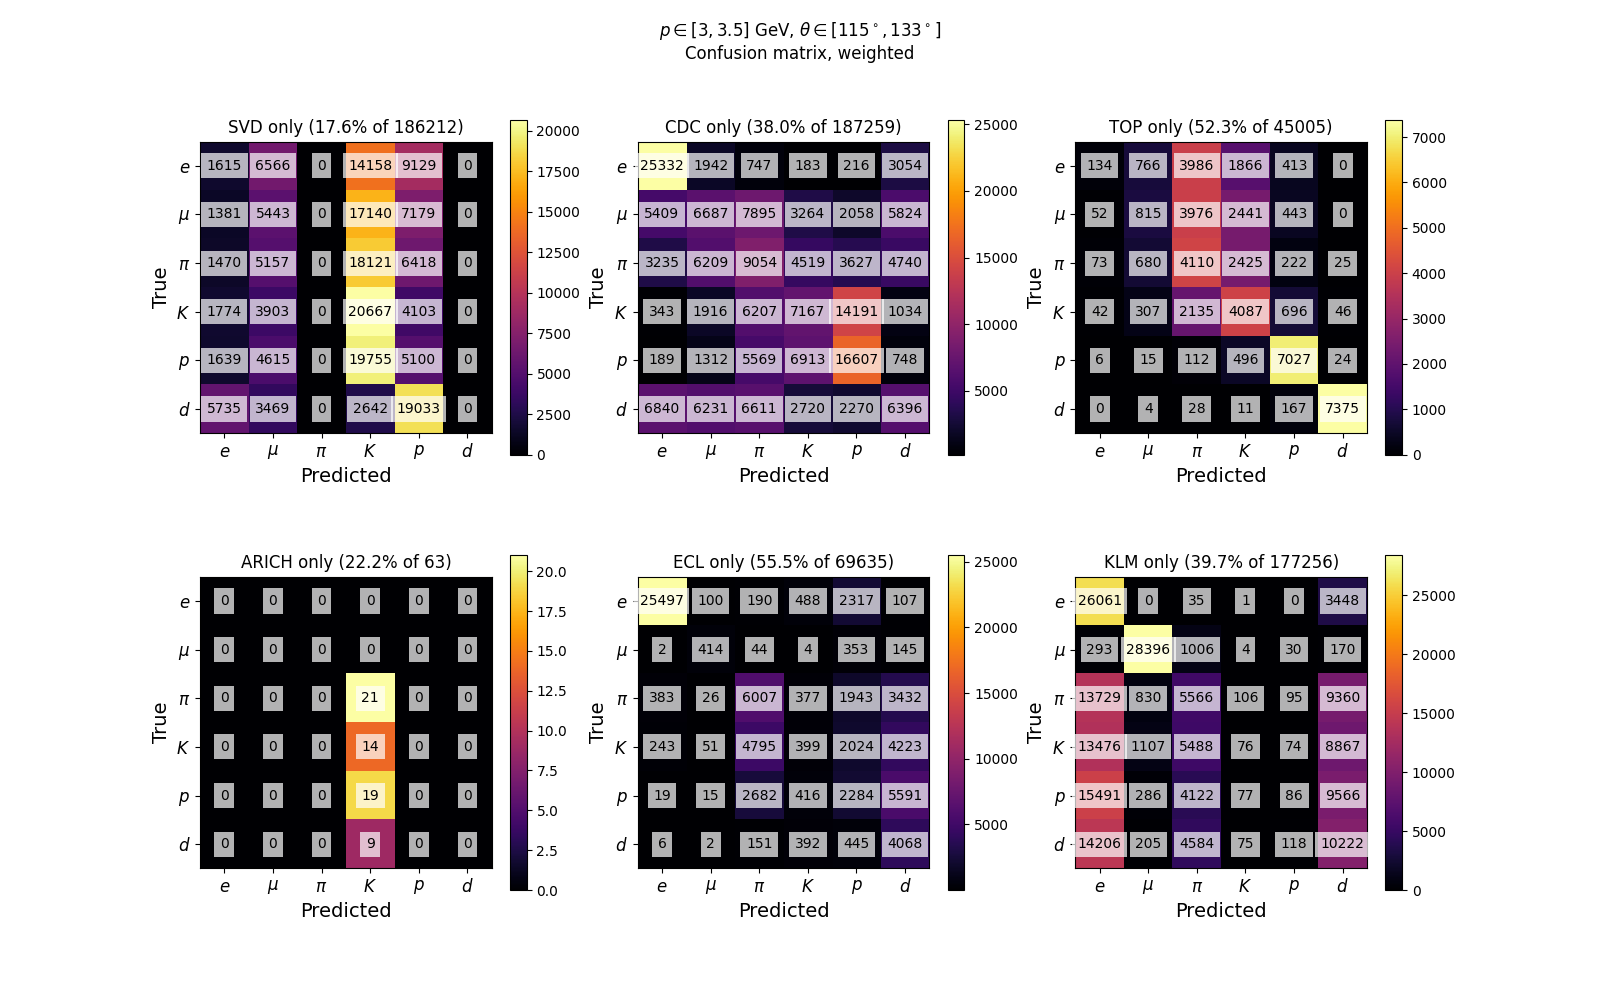 p ∈ [3, 3.5] GeV, θ ∈ [115°, 133°]
Confusion matrix, weighted
SVD only (17.6% of 186212)
e 1615 6566 0 14158 9129 0
μ 1381 5443 0 17140 7179 0
π 1470 5157 0 18121 6418 0
K 1774 3903 0 20667 4103 0
p 1639 4615 0 19755 5100 0
d 5735 3469 0 2642 19033 0
e μ π K p d
Predicted
True
20000
17500
15000
12500
10000
7500
5000
2500
0
CDC only (38.0% of 187259)
e 25332 1942 747 183 216 3054
μ 5409 6687 7895 3264 2058 5824
π 3235 6209 9054 4519 3627 4740
K 343 1916 6207 7167 14191 1034
p 189 1312 5569 6913 16607 748
d 6840 6231 6611 2720 2270 6396
e μ π K p d
Predicted
True
25000
20000
15000
10000
5000
TOP only (52.3% of 45005)
e 134 766 3986 1866 413 0
μ 52 815 3976 2441 443 0
π 73 680 4110 2425 222 25
K 42 307 2135 4087 696 46
p 6 15 112 496 7027 24
d 0 4 28 11 167 7375
e μ π K p d
Predicted
True
7000
6000
5000
4000
3000
2000
1000
0
ARICH only (22.2% of 63)
e 0 0 0 0 0 0
μ 0 0 0 0 0 0
π 0 0 0 21 0 0
K 0 0 0 14 0 0
p 0 0 0 19 0 0
d 0 0 0 9 0 0
e μ π K p d
Predicted
True
20.0
17.5
15.0
12.5
10.0
7.5
5.0
2.5
0.0
ECL only (55.5% of 69635)
e 25497 100 190 488 2317 107
μ 2 414 44 4 353 145
π 383 26 6007 377 1943 3432
K 243 51 4795 399 2024 4223
p 19 15 2682 416 2284 5591
d 6 2 151 392 445 4068
e μ π K p d
Predicted
True
25000
20000
15000
10000
5000
KLM only (39.7% of 177256)
e 26061 0 35 1 0 3448
μ 293 28396 1006 4 30 170
π 13729 830 5566 106 95 9360
K 13476 1107 5488 76 74 8867
p 15491 286 4122 77 86 9566
d 14206 205 4584 75 118 10222
e μ π K p d
Predicted
True
25000
20000
15000
10000
5000
0